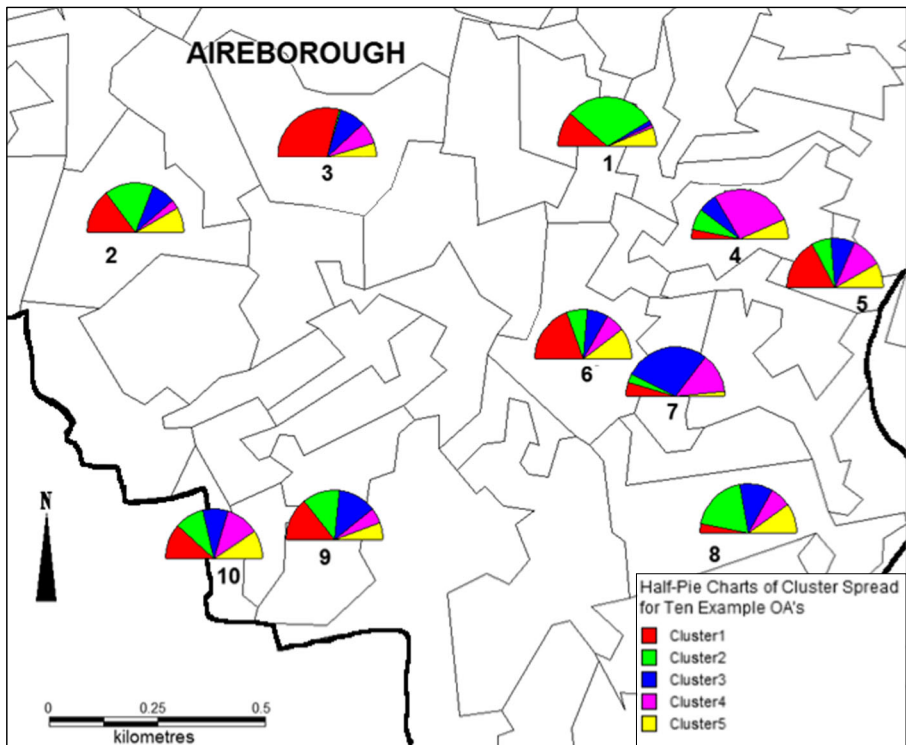 AIREBOROUGH
3
1
2
4
5
6
7
8
9
10
N
0 0.25 0.5
kilometres
Half-Pie Charts of Cluster Spread
for Ten Example OA's
Cluster1
Cluster2
Cluster3
Cluster4
Cluster5